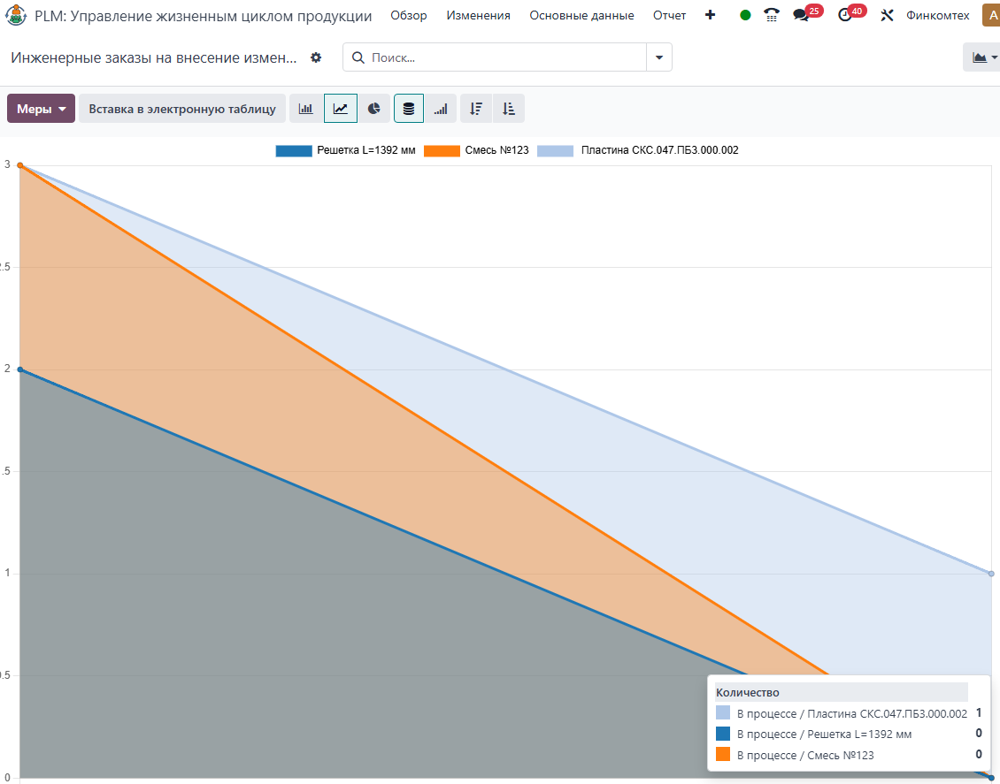 PLM: Управление жизненным циклом продукции Обзор Изменения Основные данные Отчет 25 40 Финкомтех А
Инженерные заказы на внесение измен... Поиск...
Меры Вставка в электронную таблицу
Решетка L=1392 мм Смесь №123 Пластина СКС.047.ПБЗ.000.002
3
2.5
2
.5
1
0.5
0
Количество
В процессе / Пластина СКС.047.ПБЗ.000.002 1
В процессе / Решетка L=1392 мм 0
В процессе / Смесь №123 0